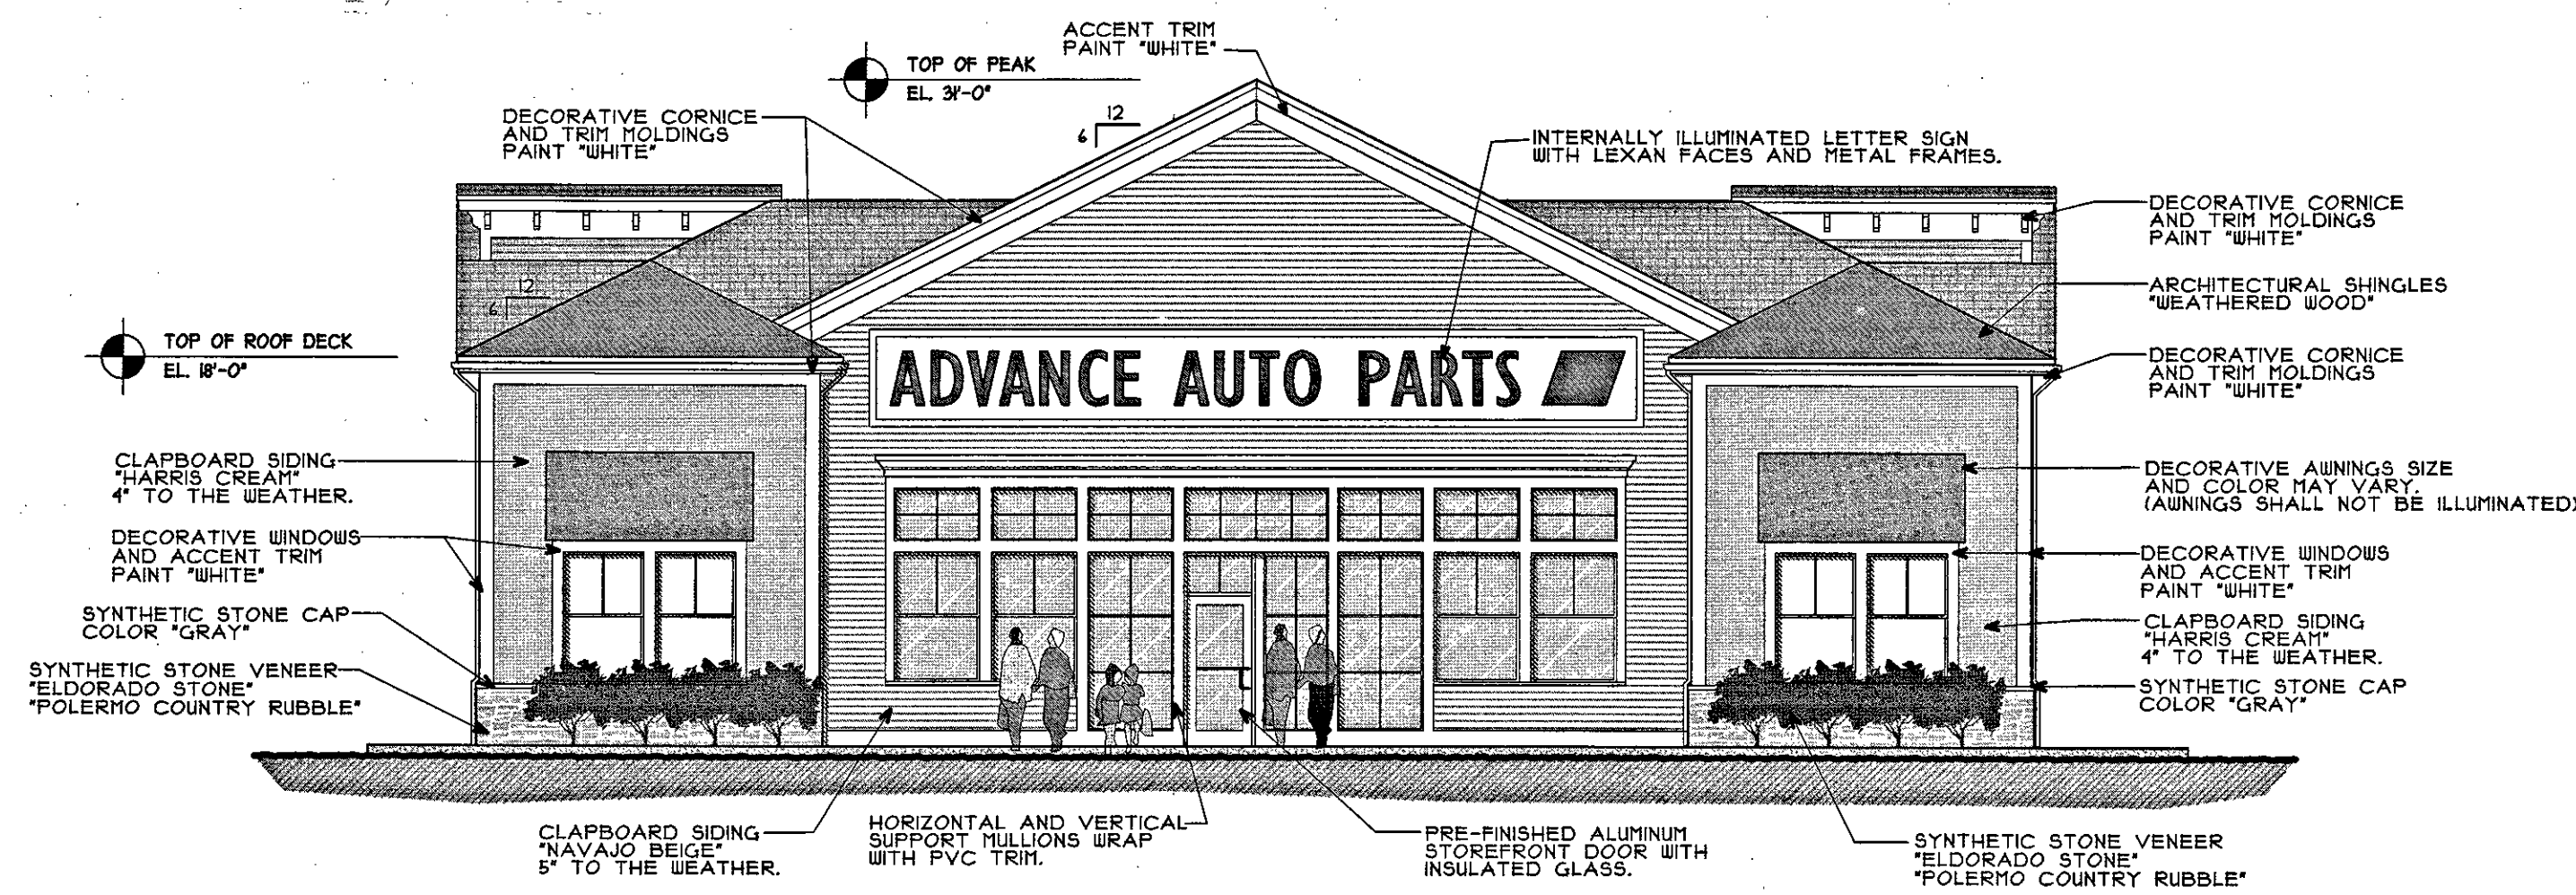 ACCENT TRIM
PAINT "WHITE"
TOP OF PEAK
EL. 31'-0"
12
6
DECORATIVE CORNICE
AND TRIM MOLDINGS
PAINT "WHITE"
INTERNALLY ILLUMINATED LETTER SIGN
WITH LEXAN FACES AND METAL FRAMES.
DECORATIVE CORNICE
AND TRIM MOLDINGS
PAINT "WHITE"
12
6
ARCHITECTURAL SHINGLES
"WEATHERED WOOD"
TOP OF ROOF DECK
EL. 18'-0"
ADVANCE AUTO PARTS
DECORATIVE CORNICE
AND TRIM MOLDINGS
PAINT "WHITE"
CLAPBOARD SIDING
"HARRIS CREAM"
4" TO THE WEATHER.
DECORATIVE AWNINGS SIZE
AND COLOR MAY VARY.
(AWNINGS SHALL NOT BE ILLUMINATED)
DECORATIVE WINDOWS
AND ACCENT TRIM
PAINT "WHITE"
DECORATIVE WINDOWS
AND ACCENT TRIM
PAINT "WHITE"
SYNTHETIC STONE CAP
COLOR "GRAY"
CLAPBOARD SIDING
"HARRIS CREAM"
4" TO THE WEATHER.
SYNTHETIC STONE VENEER
"ELDORADO STONE"
"POLERMO COUNTRY RUBBLE"
SYNTHETIC STONE CAP
COLOR "GRAY"
CLAPBOARD SIDING
"NAVAJO BEIGE"
5" TO THE WEATHER.
HORIZONTAL AND VERTICAL
SUPPORT MULLIONS WRAP
WITH PVC TRIM.
PRE-FINISHED ALUMINUM
STOREFRONT DOOR WITH
INSULATED GLASS.
SYNTHETIC STONE VENEER
"ELDORADO STONE"
"POLERMO COUNTRY RUBBLE"